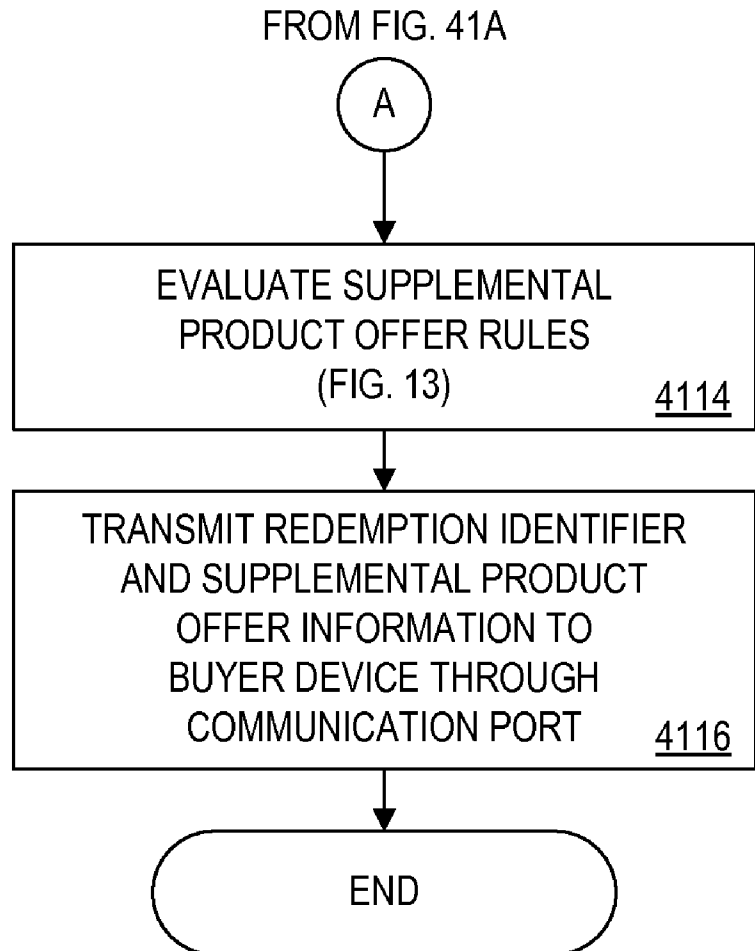 FROM FIG. 41A
A
EVALUATE SUPPLEMENTAL
PRODUCT OFFER RULES
(FIG. 13)
4114
TRANSMIT REDEMPTION IDENTIFIER
AND SUPPLEMENTAL PRODUCT
OFFER INFORMATION TO
BUYER DEVICE THROUGH
COMMUNICATION PORT
4116
END